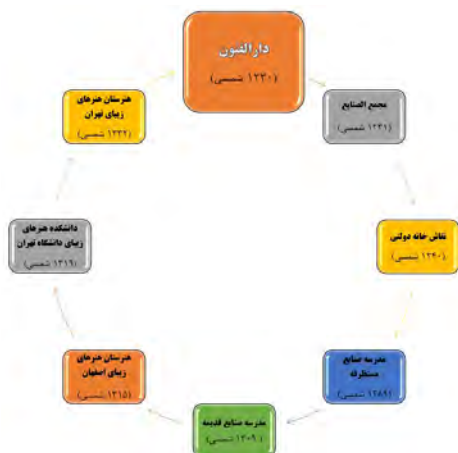 دارالفنون
(۱۲۳۰ شمسی)
مجمع الصنایع
(۱۲۳۱ شمسی)
نقاش خانه دولتی
(۱۲۴۰ شمسی)
مدرسه صنایع
مستظرفه
(۱۲۸۹ شمسی)
مدرسه صنایع قدیمه
(۱۳۰۹ شمسی)
هنرستان هنرهای
زیبای اصفهان
(۱۳۱۵ شمسی)
دانشکده هنرهای
زیبای دانشگاه تهران
(۱۳۱۹ شمسی)
هنرستان هنرهای
زیبای تهران
(۱۳۳۲ شمسی)